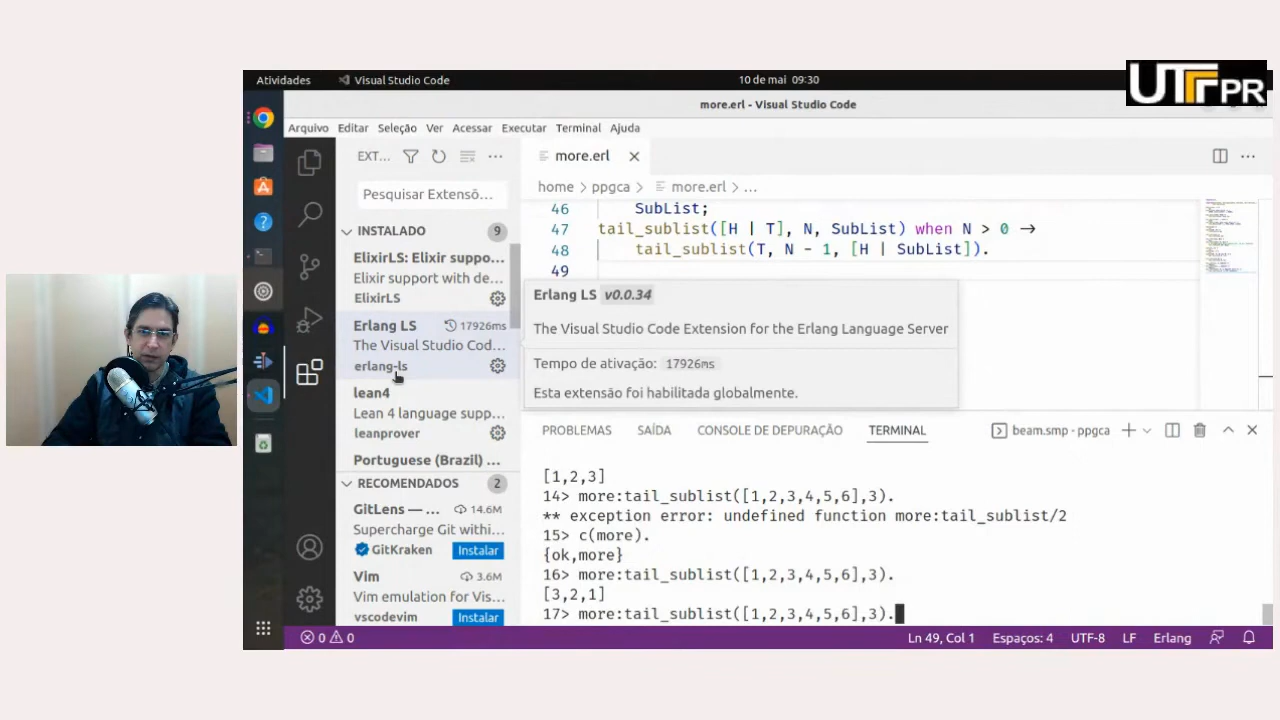 UTFPR
Atividades
Visual Studio Code
10 de mai 09:30
more.erl - Visual Studio Code
Arquivo Editar Seleção Ver Acessar Executar Terminal Ajuda
EXT...
Pesquisar Extensõ...
INSTALADO 9
ElixirLS: Elixir suppo...
Elixir support with de...
ElixirLS
Erlang LS 17926ms
The Visual Studio Cod...
erlang-ls
lean4
Lean 4 language supp...
leanprover
Portuguese (Brazil) ...
RECOMENDADOS 2
GitLens — ... 14.6M
Supercharge Git withi...
GitKraken Instalar
Vim 3.6M
Vim emulation for Vis...
vscodevim Instalar
more.erl
home > ppgca > more.erl > ...
46 SubList;
47 tail_sublist([H | T], N, SubList) when N > 0 ->
48 tail_sublist(T, N - 1, [H | SubList]).
49
Erlang LS v0.0.34
The Visual Studio Code Extension for the Erlang Language Server
Tempo de ativação: 17926ms
Esta extensão foi habilitada globalmente.
PROBLEMAS SAÍDA CONSOLE DE DEPURAÇÃO TERMINAL
beam.smp - ppgca
[1,2,3]
14> more:tail_sublist([1,2,3,4,5,6],3).
** exception error: undefined function more:tail_sublist/2
15> c(more).
{ok,more}
16> more:tail_sublist([1,2,3,4,5,6],3).
[3,2,1]
17> more:tail_sublist([1,2,3,4,5,6],3).
0 0
Ln 49, Col 1 Espaços: 4 UTF-8 LF Erlang